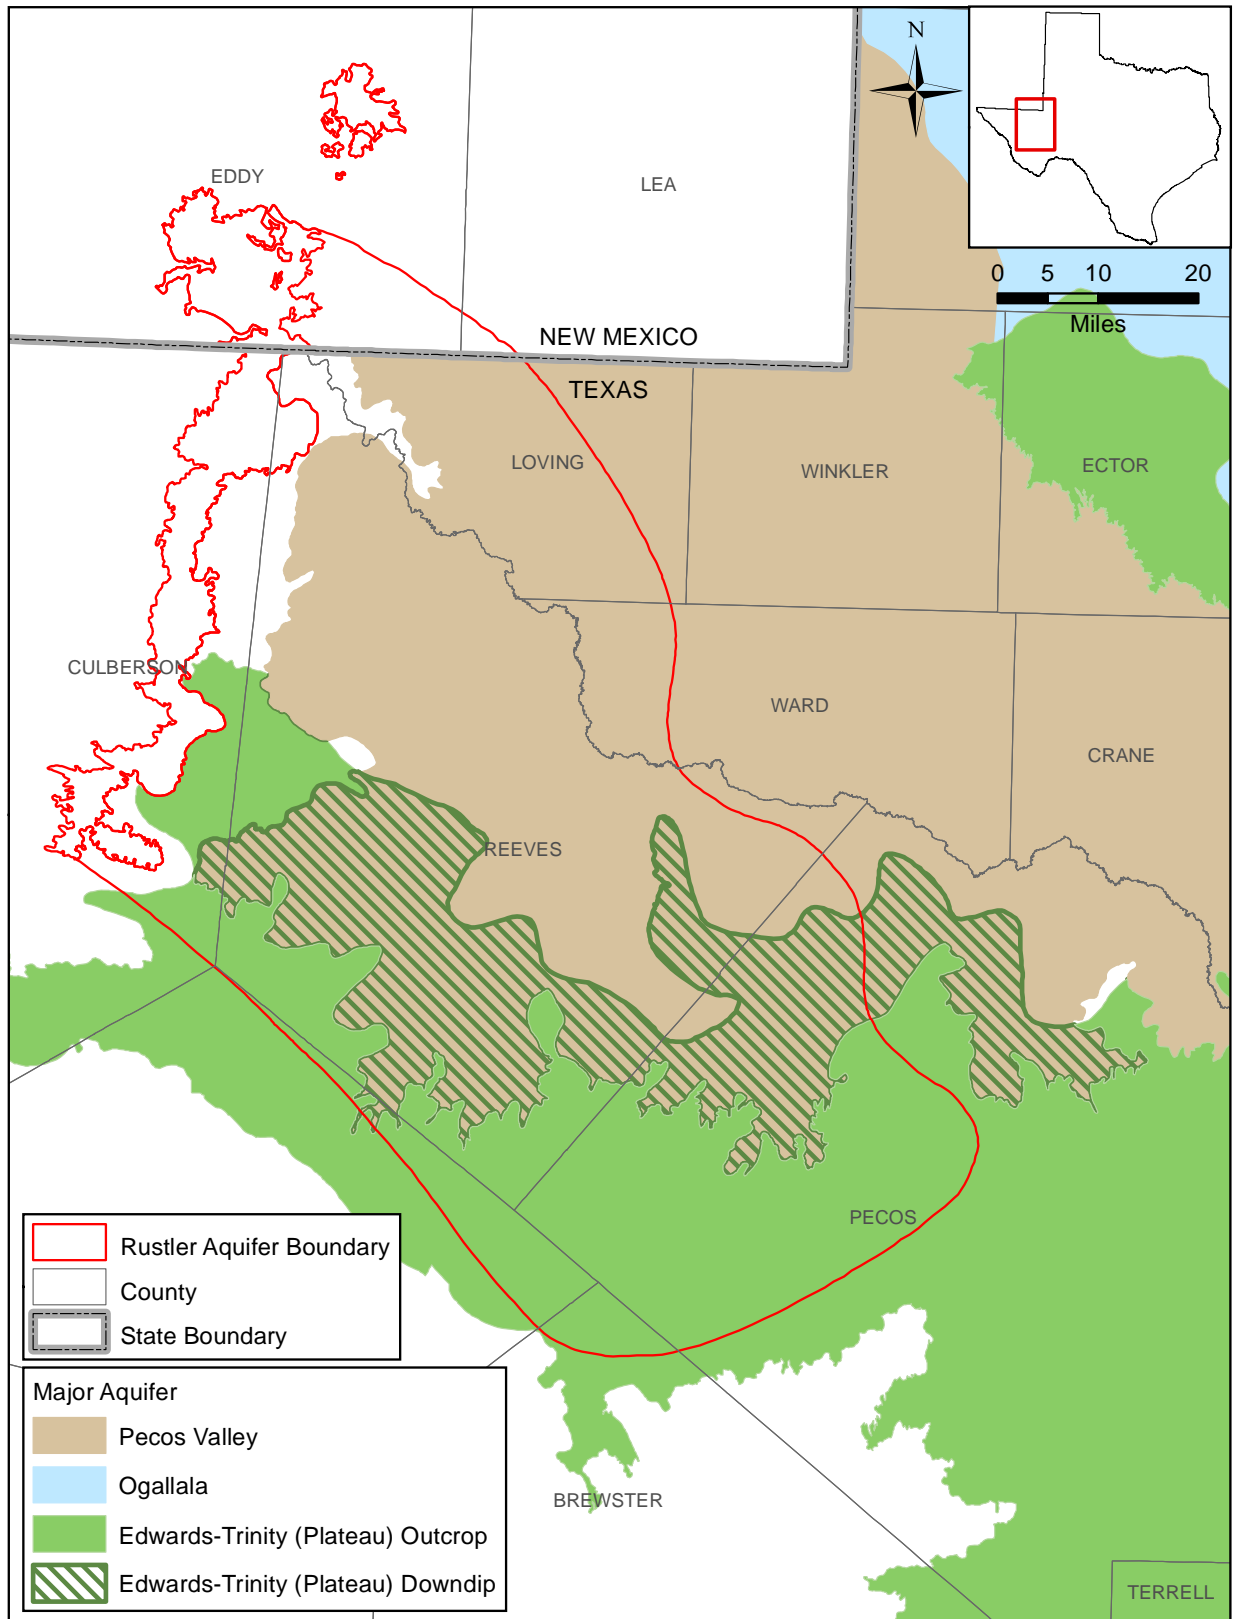 N
EDDY
LEA
0 5 10 20
Miles
NEW MEXICO
TEXAS
LOVING
WINKLER
ECTOR
CULBERSON
WARD
CRANE
REEVES
PECOS
Rustler Aquifer Boundary
County
State Boundary
Major Aquifer
Pecos Valley
Ogallala
Edwards-Trinity (Plateau) Outcrop
Edwards-Trinity (Plateau) Downdip
BREWSTER
TERRELL